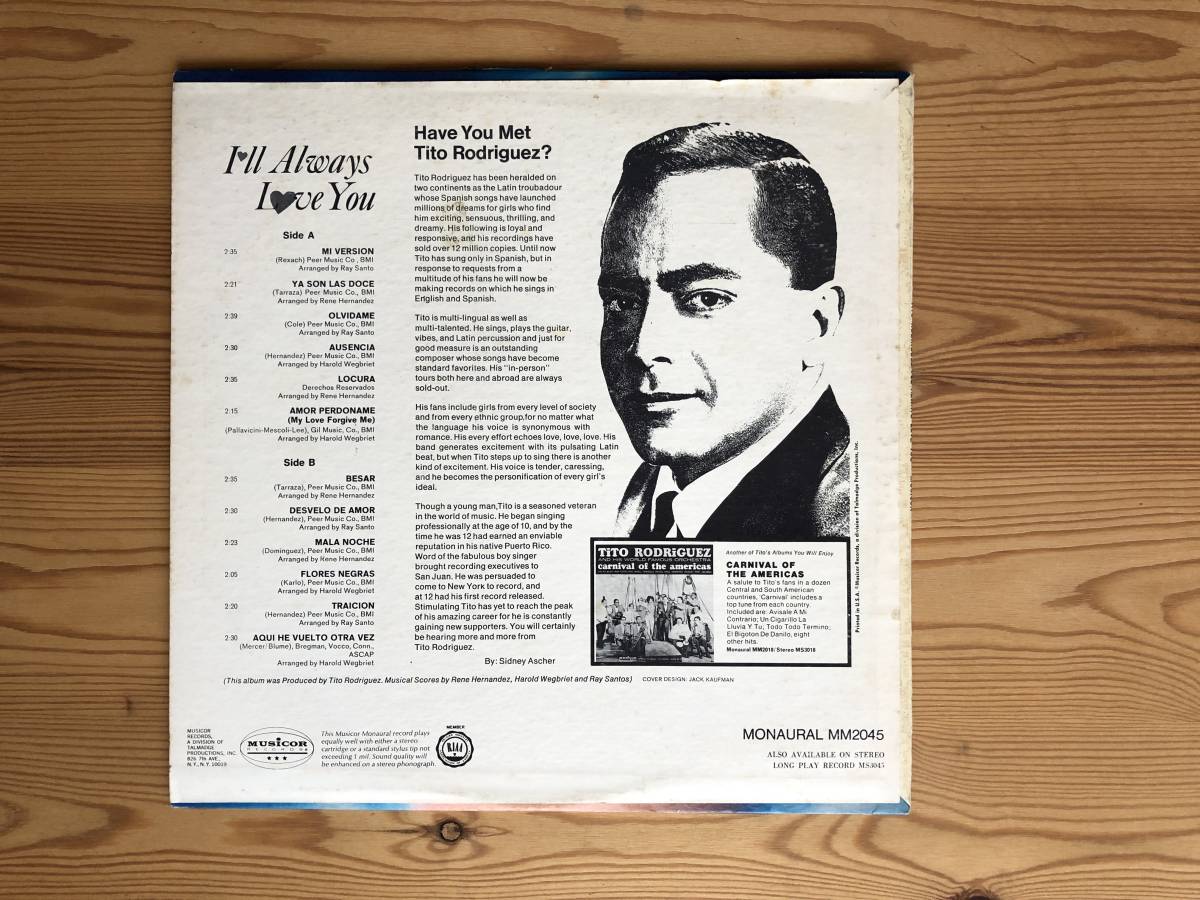 I'll Always
Love You
Side A
2:35 MI VERSION
(Rexach) Peer Music Co., BMI
Arranged by Ray Santo
2:21 YA SON LAS DOCE
(Tarraza) Peer Music Co., BMI
Arranged by Rene Hernandez
2:39 OLVIDAME
(Cole) Peer Music Co., BMI
Arranged by Ray Santo
2:30 AUSENCIA
(Hernandez) Peer Music Co., BMI
Arranged by Harold Wegbriet
2:35 LOCURA
Derechos Reservados
Arranged by Rene Hernandez
2:15 AMOR PERDONAME
(My Love Forgive Me)
(Pallavicini-Mescoli-Lee), Gil Music, Co., BMI
Arranged by Harold Wegbriet
Side B
2:35 BESAR
(Tarraza), Peer Music Co., BMI
Arranged by Rene Hernandez
2:30 DESVELO DE AMOR
(Hernandez), Peer Music Co., BMI
Arranged by Ray Santo
2:23 MALA NOCHE
(Dominguez), Peer Music Co., BMI
Arranged by Rene Hernandez
2:05 FLORES NEGRAS
(Karlo), Peer Music Co., BMI
Arranged by Harold Wegbriet
2:20 TRAICION
(Hernandez) Peer Music Co., BMI
Arranged by Ray Santo
2:30 AQUI HE VUELTO OTRA VEZ
(Mercer/Blume), Bregman, Vocco, Conn.,
ASCAP
Arranged by Harold Wegbriet
Have You Met
Tito Rodriguez?
Tito Rodriguez has been heralded on
two continents as the Latin troubadour
whose Spanish songs have launched
millions of dreams for girls who find
him exciting, sensuous, thrilling, and
dreamy. His following is loyal and
responsive, and his recordings have
sold over 12 million copies. Until now
Tito has sung only in Spanish, but in
response to requests from a
multitude of his fans he will now be
making records on which he sings in
English and Spanish.
Tito is multi-lingual as well as
multi-talented. He sings, plays the guitar,
vibes, and Latin percussion and just for
good measure is an outstanding
composer whose songs have become
standard favorites. His "in-person"
tours both here and abroad are always
sold-out.
His fans include girls from every level of society
and from every ethnic group,for no matter what
the language his voice is synonymous with
romance. His every effort echoes love, love, love. His
band generates excitement with its pulsating Latin
beat, but when Tito steps up to sing there is another
kind of excitement. His voice is tender, caressing,
and he becomes the personification of every girl's
ideal.
Though a young man,Tito is a seasoned veteran
in the world of music. He began singing
professionally at the age of 10, and by the
time he was 12 had earned an enviable
reputation in his native Puerto Rico.
Word of the fabulous boy singer
brought recording executives to
San Juan. He was persuaded to
come to New York to record, and
at 12 had his first record released.
Stimulating Tito has yet to reach the peak
of his amazing career for he is constantly
gaining new supporters. You will certainly
be hearing more and more from
Tito Rodriguez.
By: Sidney Ascher
TiTO RODRiGUEZ
AND HIS WORLD FAMOUS ORCHESTRA
carnival of the americas
Another of Tito's Albums You Will Enjoy
CARNIVAL OF
THE AMERICAS
A salute to Tito's fans in a dozen
Central and South American
countries, 'Carnival' includes a
top tune from each country.
Included are: Avisale A Mi
Contrario; Un Cigarillo La
Lluvia Y Tu; Todo Todo Termino;
El Bigoton De Danilo, eight
other hits.
Monaural MM2018/Stereo MS3018
Printed in U.S.A. ©Musicor Records, a division of Talmadge Productions, Inc.
(This album was Produced by Tito Rodriguez. Musical Scores by Rene Hernandez, Harold Wegbriet and Ray Santos)
COVER DESIGN: JACK KAUFMAN
MUSICOR
RECORDS,
A DIVISION OF
TALMADGE
PRODUCTIONS, INC.
826 7th AVE.,
N.Y., N.Y. 10019
MUSICOR
RECORDS
This Musicor Monaural record plays
equally well with either a stereo
cartridge or a standard stylus tip not
exceeding 1 mil. Sound quality will
be enhanced on a stereo phonograph.
MEMBER
RIAA
MONAURAL MM2045
ALSO AVAILABLE ON STEREO
LONG PLAY RECORD MS3045